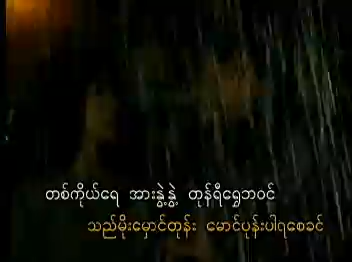 တစ်ကိုယ်ရေ အားနွဲ့နွဲ့ တုန်ရီရှေဘဝင်
သည်မိုးမှောင်တုန်း မောင်ပုန်းပါရစေခင်